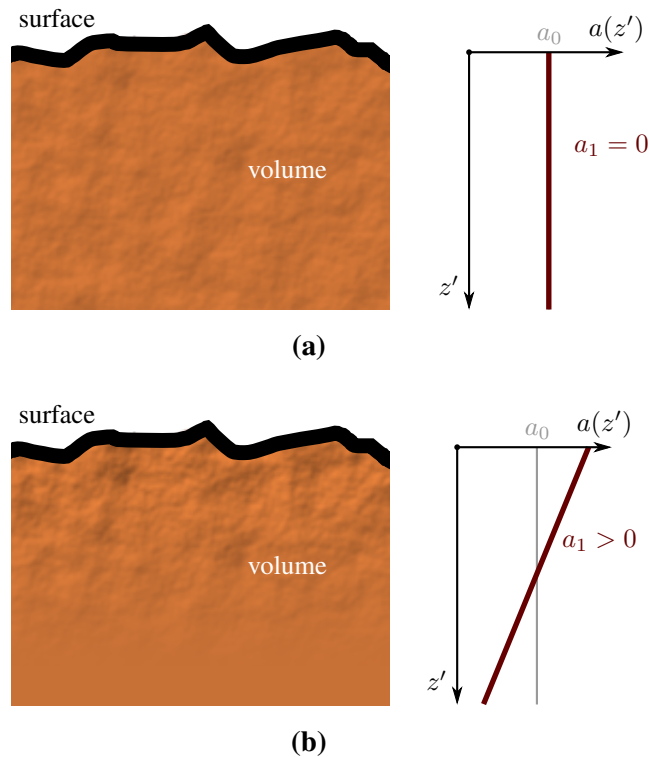 surface
a₀ a(z′)
a₁ = 0
volume
z′
(a)
surface
a₀ a(z′)
a₁ > 0
volume
z′
(b)